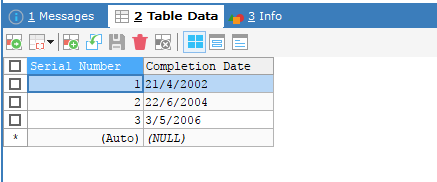 1 Messages 2 Table Data 3 Info
Serial Number Completion Date
1 21/4/2002
2 22/6/2004
3 3/5/2006
* (Auto) (NULL)